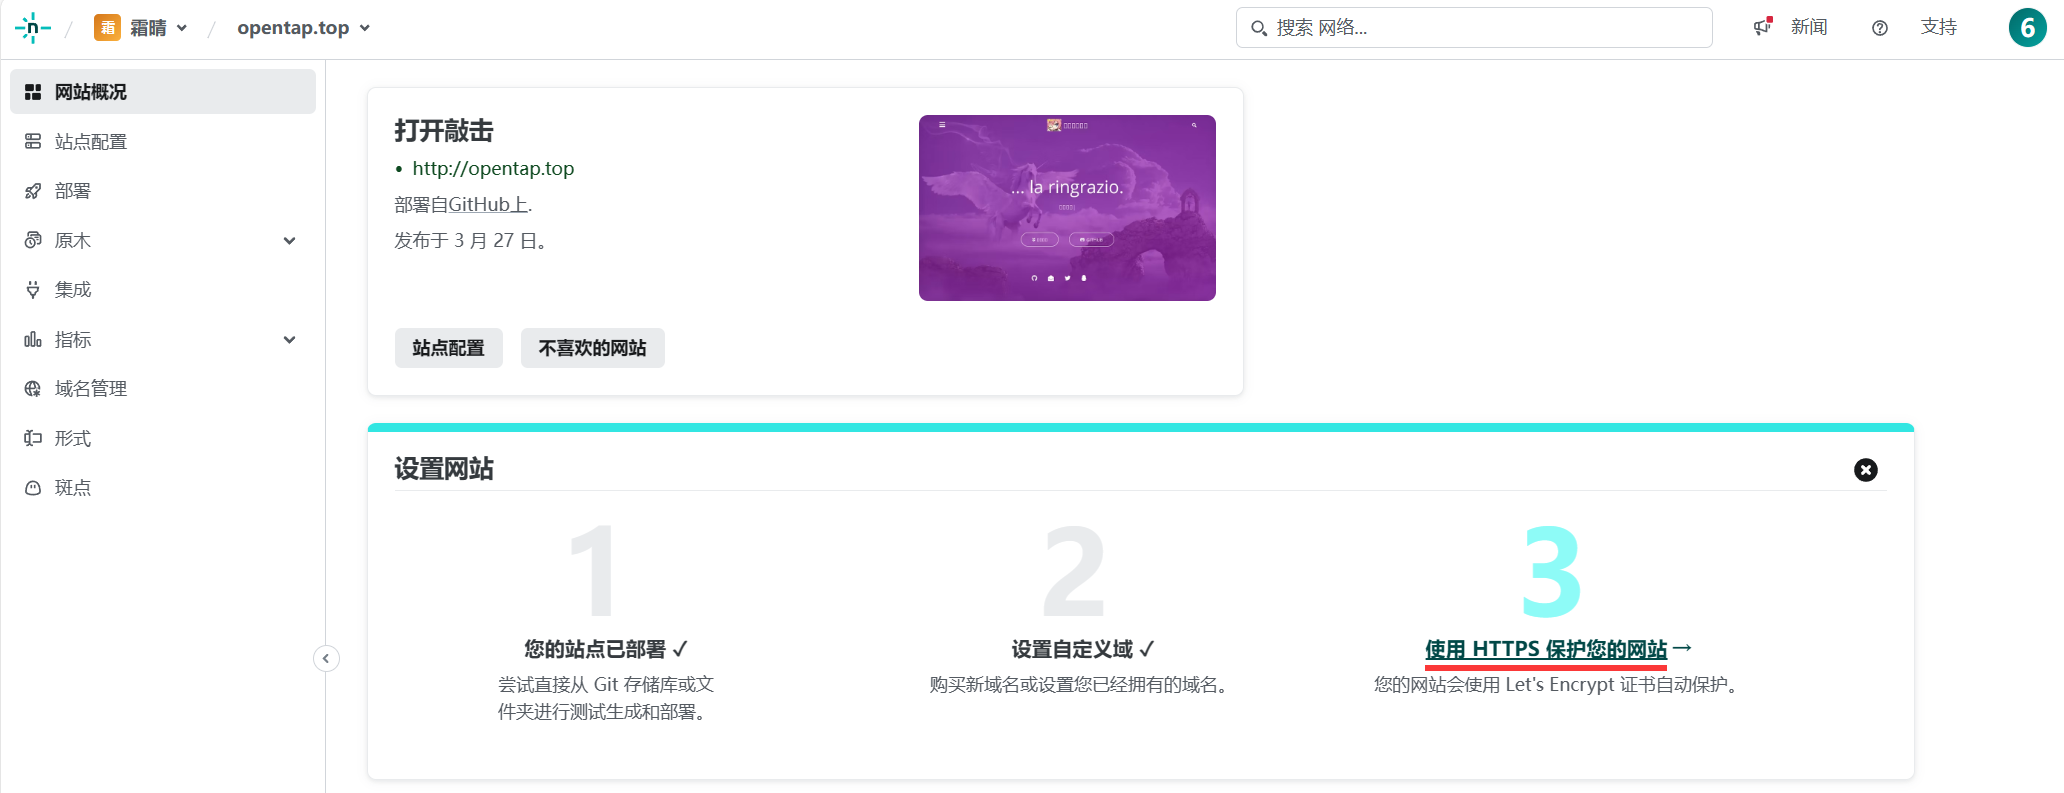 n
霜
霜晴
opentap.top
搜索 网络...
新闻
支持
6
网站概况
站点配置
部署
原木
集成
指标
域名管理
形式
斑点
打开敲击
• http://opentap.top
部署自GitHub上.
发布于 3 月 27 日。
... la ringrazio.
站点配置
不喜欢的网站
设置网站
1
您的站点已部署 ✓
尝试直接从 Git 存储库或文
件夹进行测试生成和部署。
2
设置自定义域 ✓
购买新域名或设置您已经拥有的域名。
3
使用 HTTPS 保护您的网站 →
您的网站会使用 Let's Encrypt 证书自动保护。